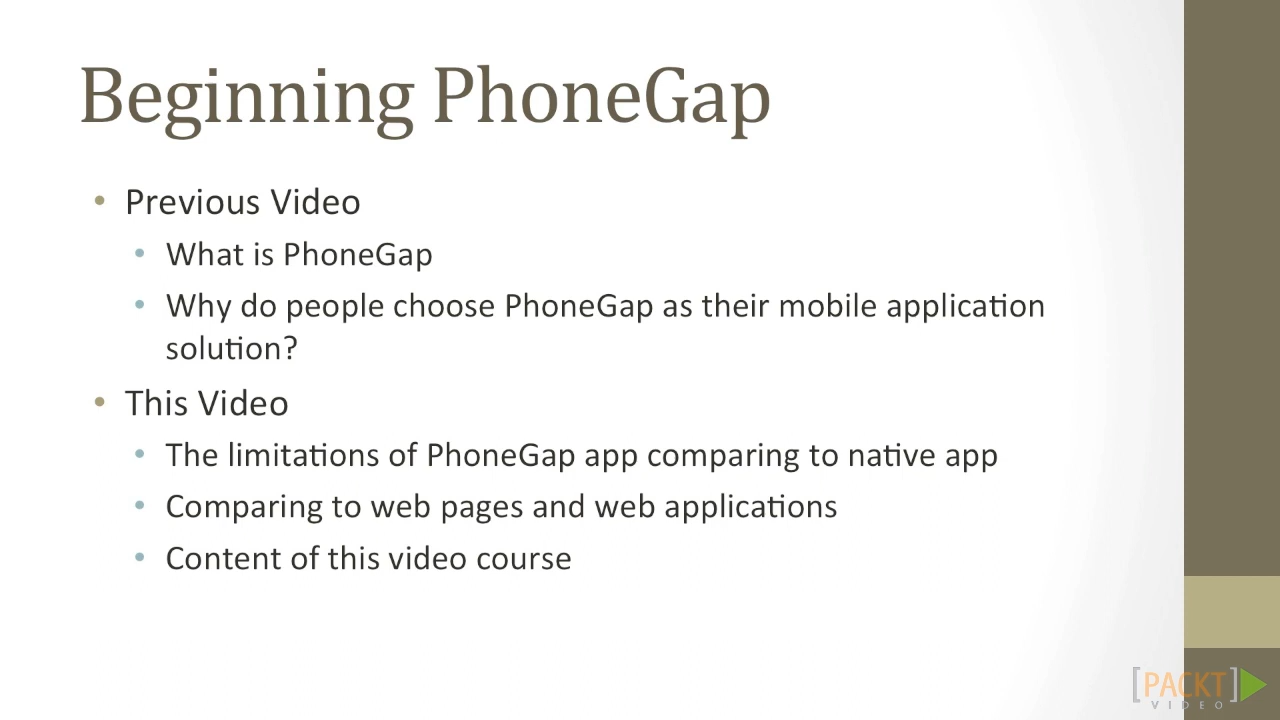 Beginning PhoneGap
• Previous Video
• What is PhoneGap
• Why do people choose PhoneGap as their mobile application
solution?
• This Video
• The limitations of PhoneGap app comparing to native app
• Comparing to web pages and web applications
• Content of this video course
[PACKT]
VIDEO